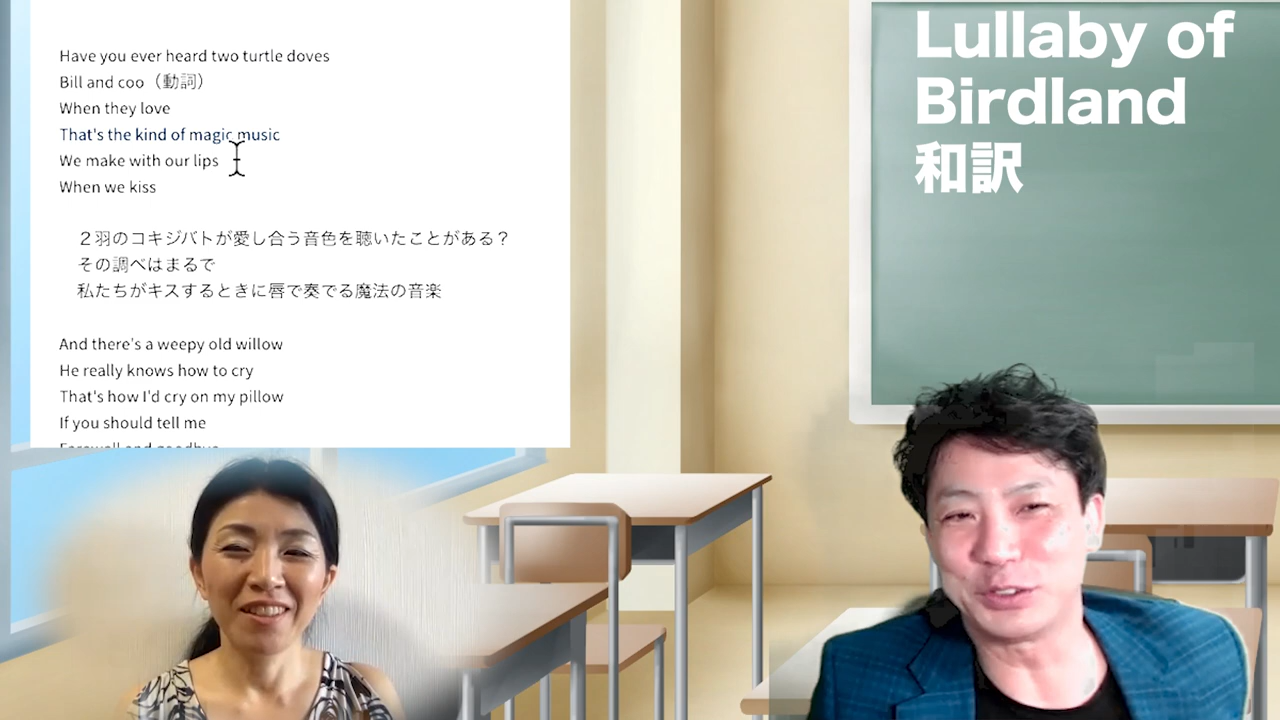 Have you ever heard two turtle doves
Bill and coo（動詞）
When they love
That's the kind of magic music
We make with our lips
When we kiss
２羽のコキジバトが愛し合う音色を聴いたことがある？
その調べはまるで
私たちがキスするときに唇で奏でる魔法の音楽
And there's a weepy old willow
He really knows how to cry
That's how I'd cry on my pillow
If you should tell me
Farewell and goodbye
Lullaby of
Birdland
和訳